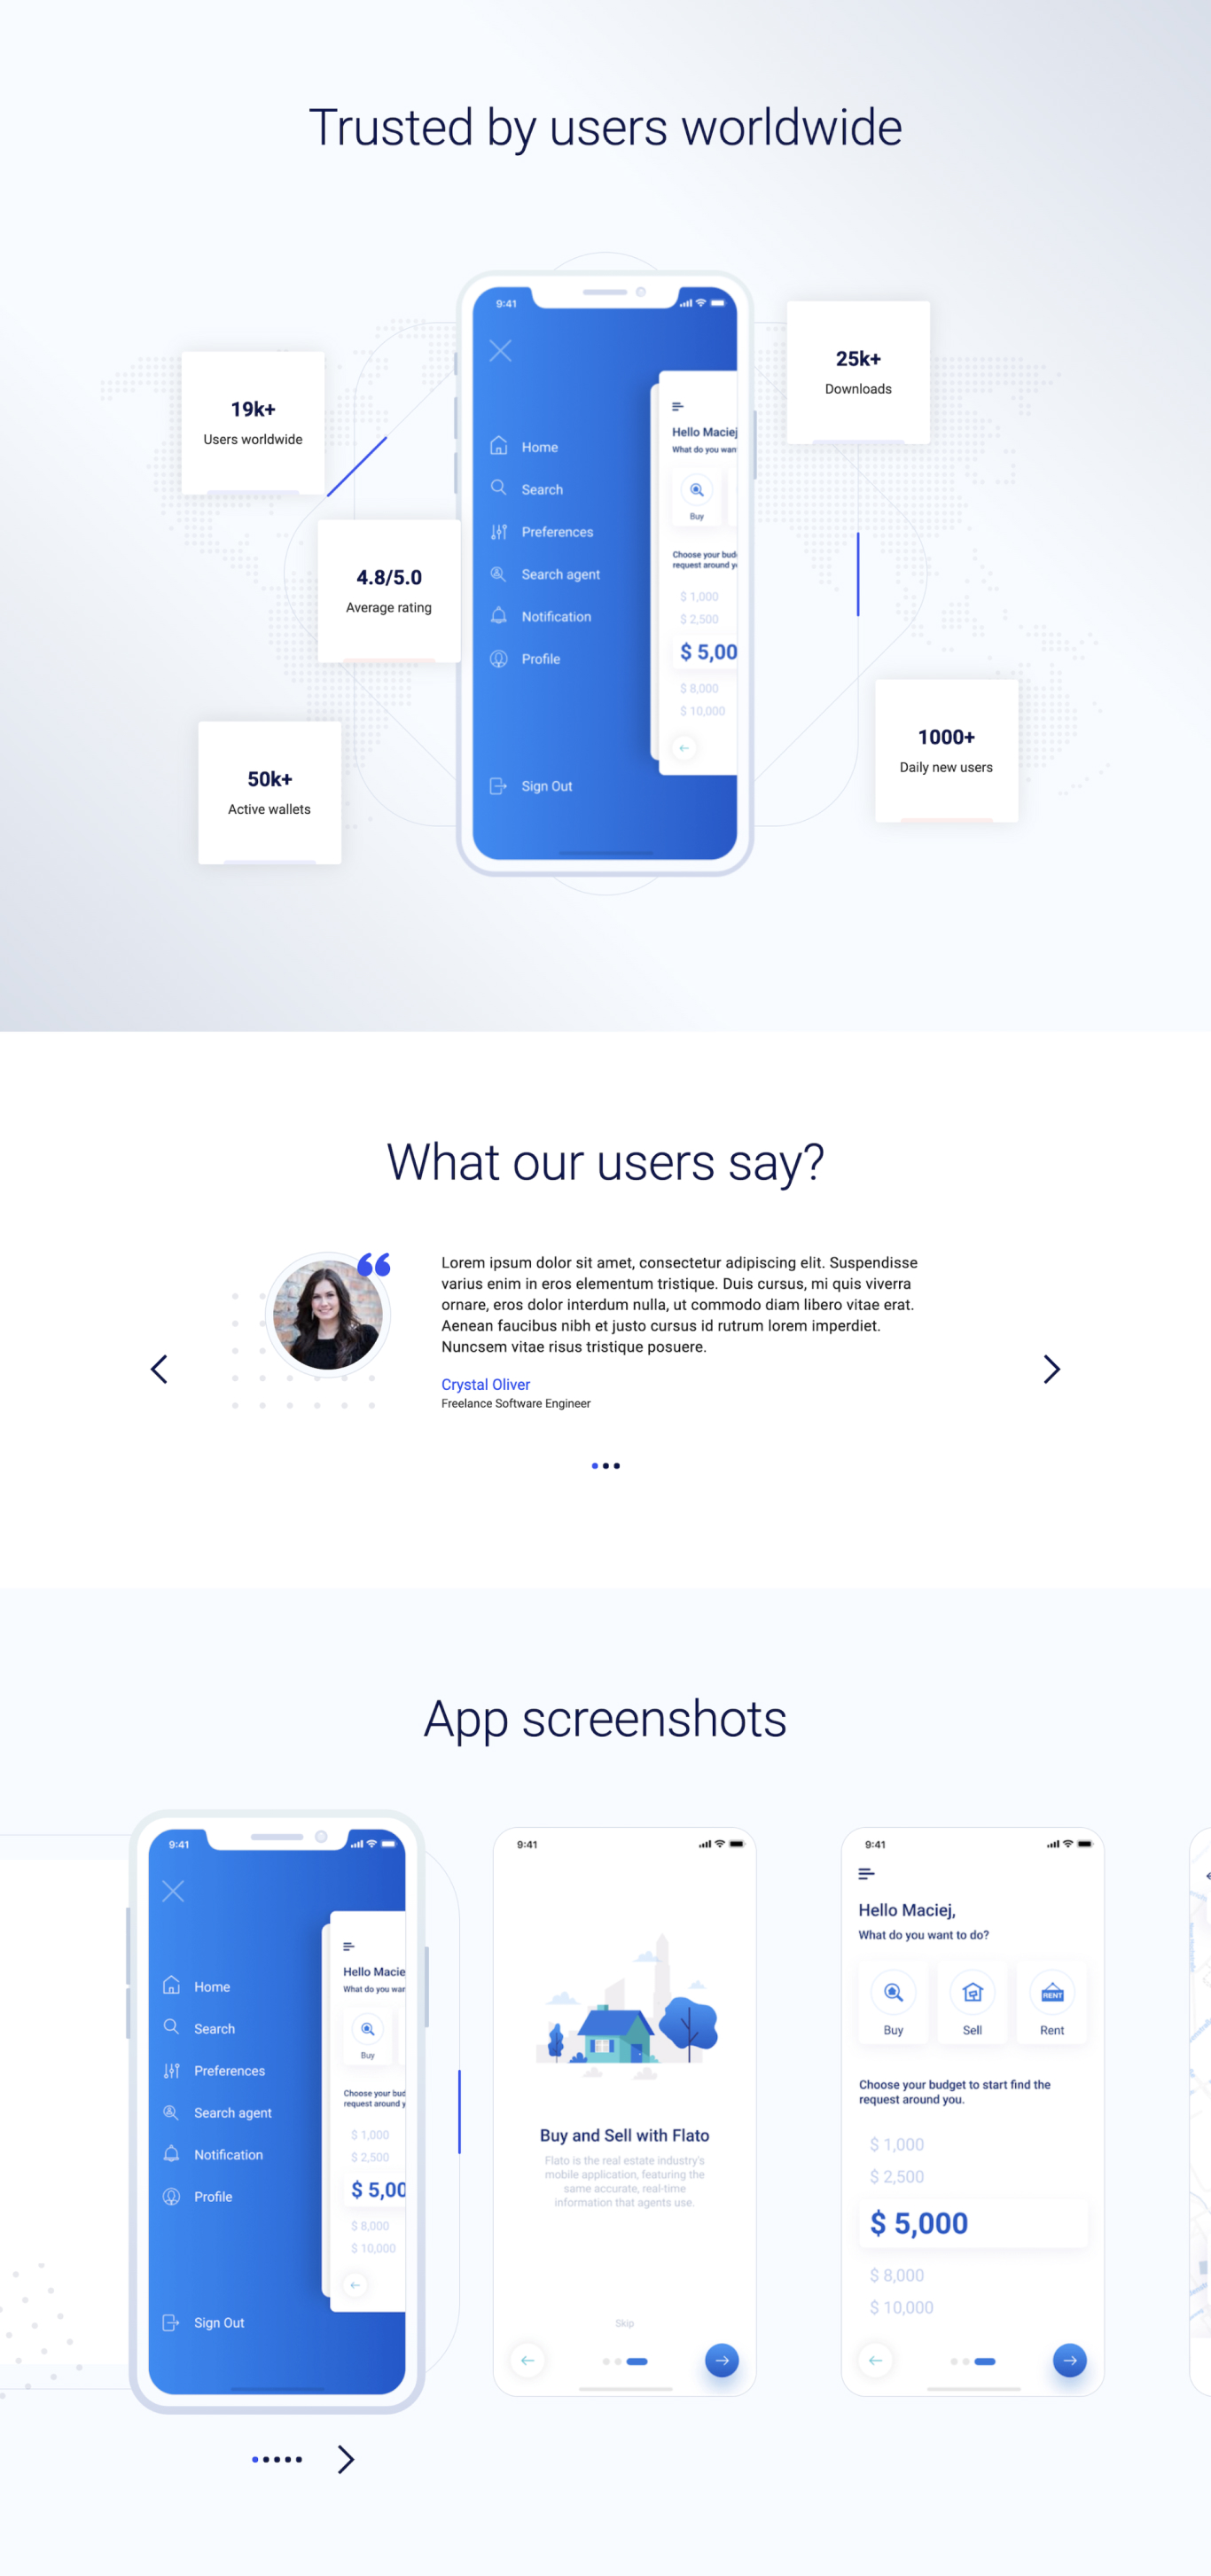 Trusted by users worldwide
9:41
25k+
Downloads
19k+
Users worldwide
Home
Search
Preferences
Search agent
Notification
Profile
Sign Out
Hello Maciej
What do you wan
Buy
Choose your bud
request around y
$ 1,000
$ 2,500
$ 5,00
$ 8,000
$ 10,000
4.8/5.0
Average rating
50k+
Active wallets
1000+
Daily new users
What our users say?
Lorem ipsum dolor sit amet, consectetur adipiscing elit. Suspendisse
varius enim in eros elementum tristique. Duis cursus, mi quis viverra
ornare, eros dolor interdum nulla, ut commodo diam libero vitae erat.
Aenean faucibus nibh et justo cursus id rutrum lorem imperdiet.
Nuncsem vitae risus tristique posuere.
Crystal Oliver
Freelance Software Engineer
App screenshots
9:41
Home
Search
Preferences
Search agent
Notification
Profile
Sign Out
Hello Macie
What do you war
Buy
Choose your bud
request around y
$ 1,000
$ 2,500
$ 5,00
$ 8,000
$ 10,000
9:41
Buy and Sell with Flato
Flato is the real estate industry's
mobile application, featuring the
same accurate, real-time
information that agents use.
Skip
9:41
Hello Maciej,
What do you want to do?
Buy
Sell
RENT
Rent
Choose your budget to start find the
request around you.
$ 1,000
$ 2,500
$ 5,000
$ 8,000
$ 10,000